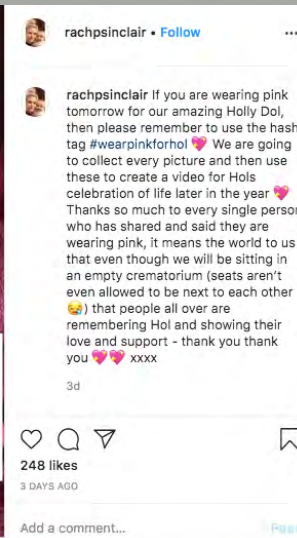 rachpsinclair • Follow
rachpsinclair If you are wearing pink
tomorrow for our amazing Holly Dol,
then please remember to use the hash
tag #wearpinkforhol 💖 We are going
to collect every picture and then use
these to create a video for Hols
celebration of life later in the year 💖
Thanks so much to every single person
who has shared and said they are
wearing pink, it means the world to us
that even though we will be sitting in
an empty crematorium (seats aren't
even allowed to be next to each other
😪) that people all over are
remembering Hol and showing their
love and support - thank you thank
you 💖💖 xxxx
3d
248 likes
3 DAYS AGO
Add a comment...
Post